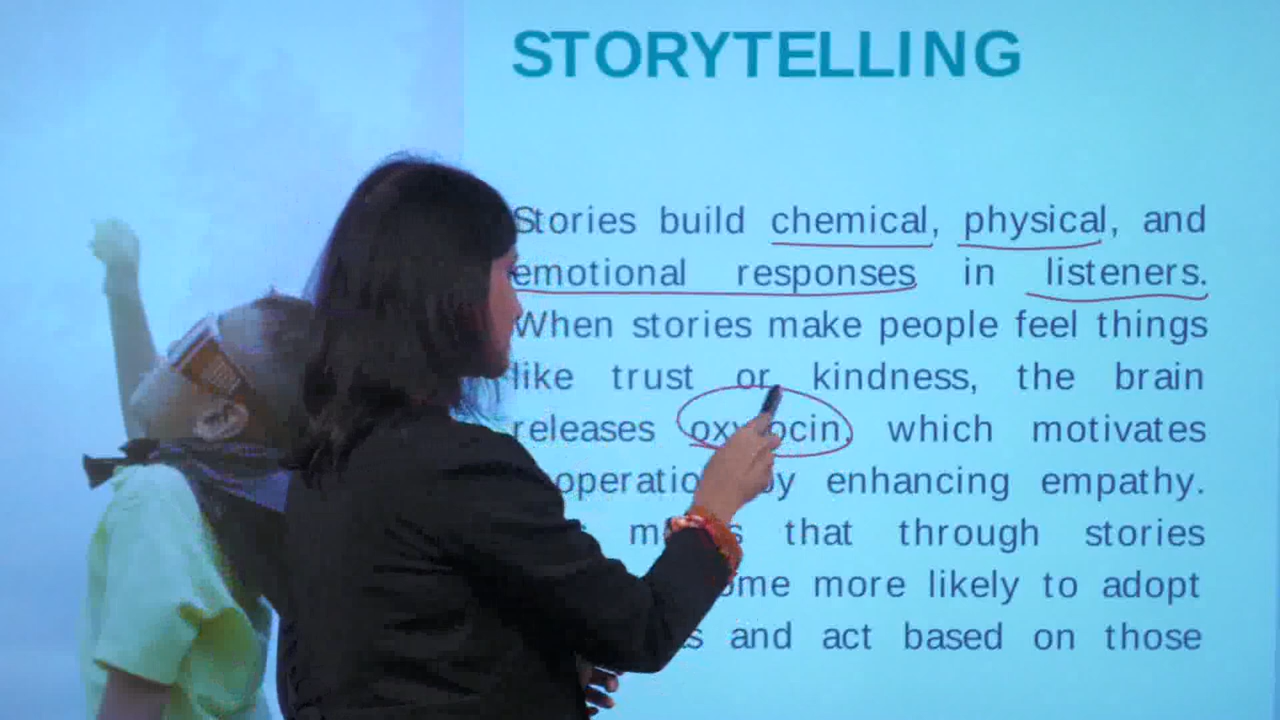 STORYTELLING
Stories build chemical, physical, and
emotional responses in listeners.
When stories make people feel things
like trust or kindness, the brain
releases which motivates
by enhancing empathy.
that through stories
more likely to adopt
and act based on those